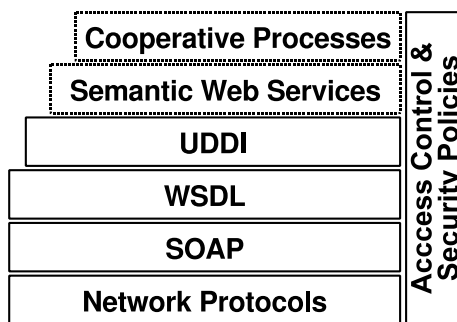 Cooperative Processes
Semantic Web Services
UDDI
WSDL
SOAP
Network Protocols
Acccess Control &
Security Policies